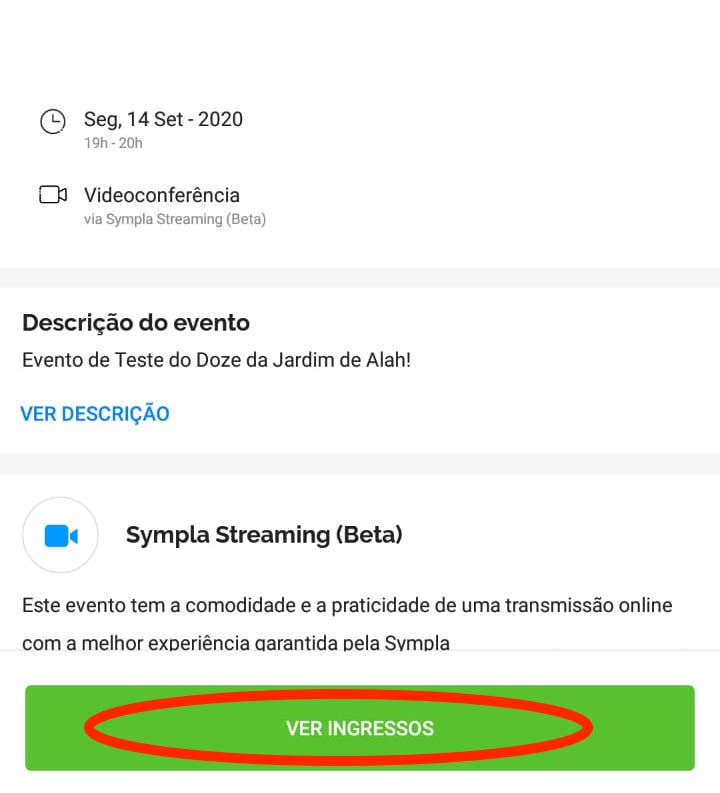 Seg, 14 Set - 2020
19h - 20h
Videoconferência
via Sympla Streaming (Beta)
Descrição do evento
Evento de Teste do Doze da Jardim de Alah!
VER DESCRIÇÃO
Sympla Streaming (Beta)
Este evento tem a comodidade e a praticidade de uma transmissão online
com a melhor experiência garantida pela Sympla
VER INGRESSOS